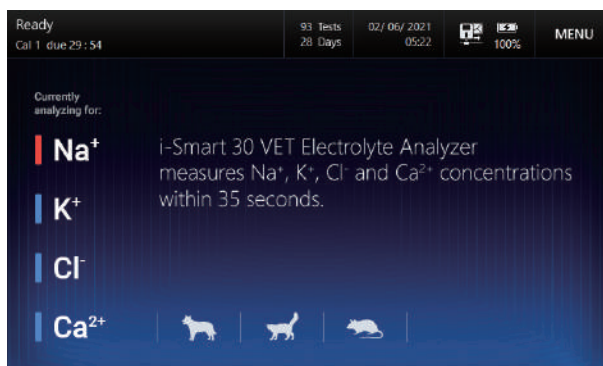 Ready
Cal 1 due 29 : 54
93 Tests
28 Days
02/ 06/ 2021
05:22
100%
MENU
Currently
analyzing for:
Na⁺
K⁺
Cl⁻
Ca²⁺
i-Smart 30 VET Electrolyte Analyzer
measures Na⁺, K⁺, Cl⁻ and Ca²⁺ concentrations
within 35 seconds.